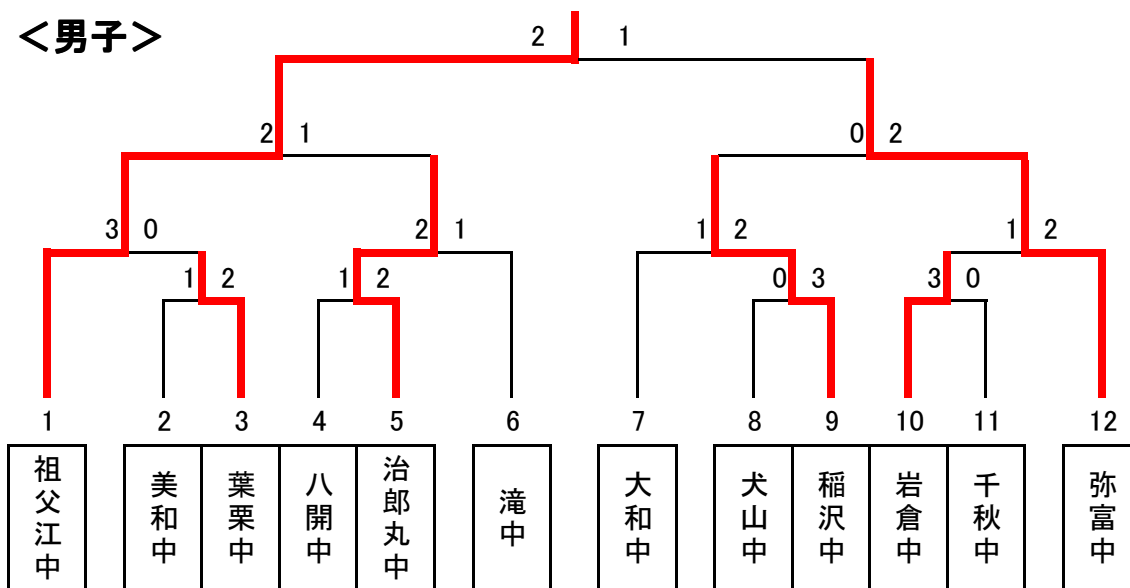 ＜男子＞
2 1
2 1 0 2
3 0 2 1 1 2 1 2
1 2 1 2 0 3 3 0
1 2 3 4 5 6 7 8 9 10 11 12
祖父江中
美和中
葉栗中
八開中
治郎丸中
滝中
大和中
犬山中
稲沢中
岩倉中
千秋中
弥富中